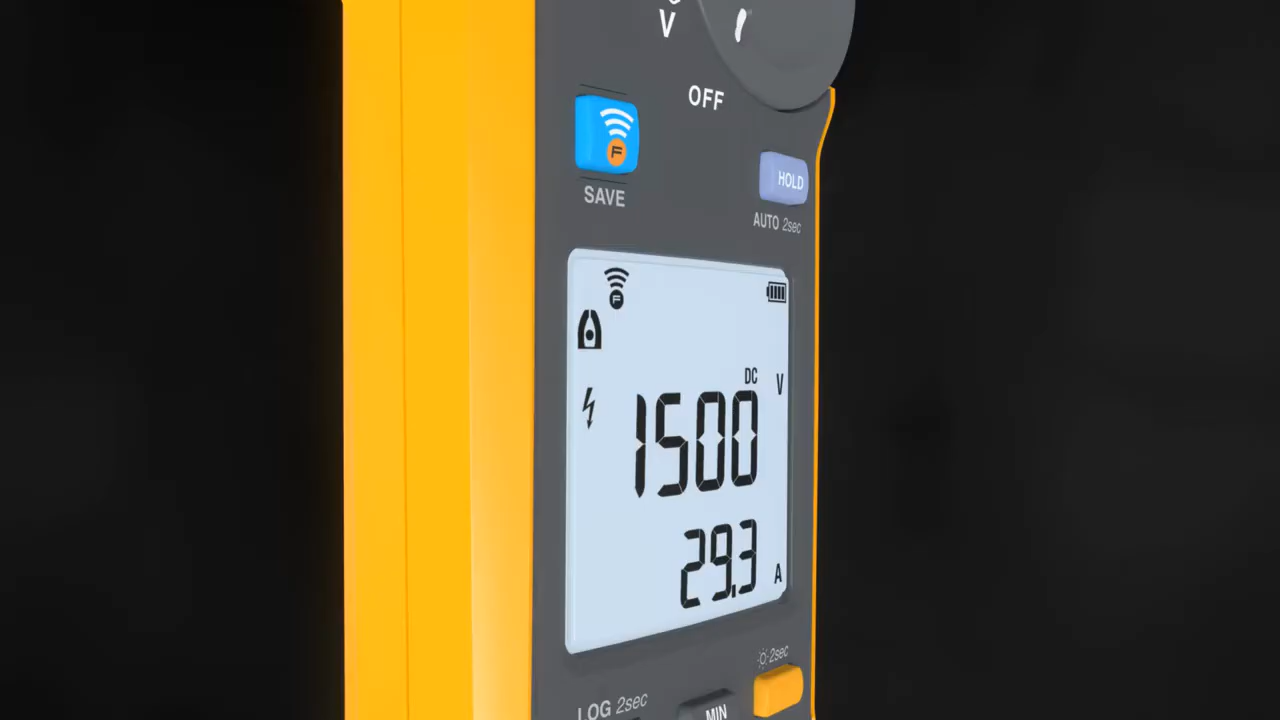 V
OFF
F
SAVE
HOLD
AUTO 2sec
F
DC V
1500
29.3 A
2sec
LOG 2sec
MIN